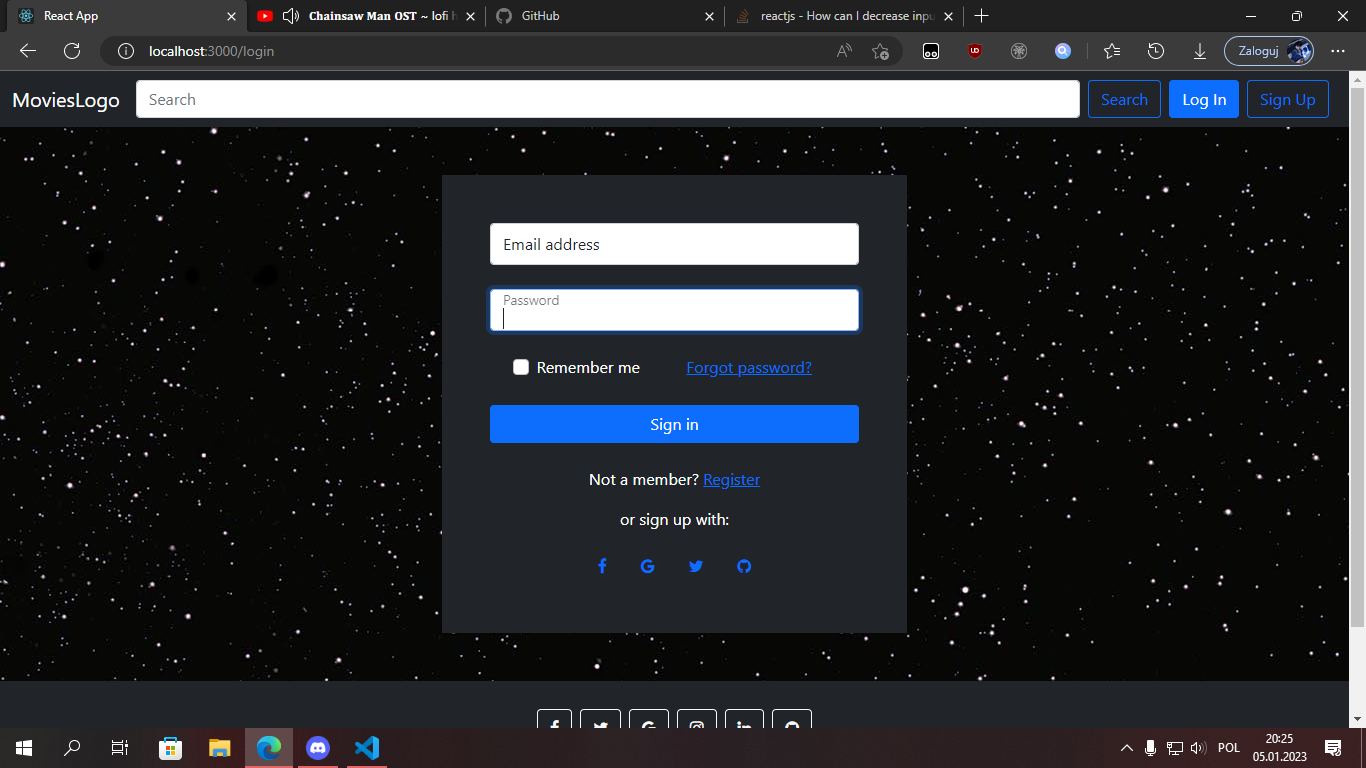 React App
Chainsaw Man OST ~ lofi h
GitHub
reactjs - How can I decrease inpu
localhost:3000/login
Zaloguj
MoviesLogo
Search
Search
Log In
Sign Up
Email address
Password
Remember me
Forgot password?
Sign in
Not a member? Register
or sign up with:
POL
20:25
05.01.2023